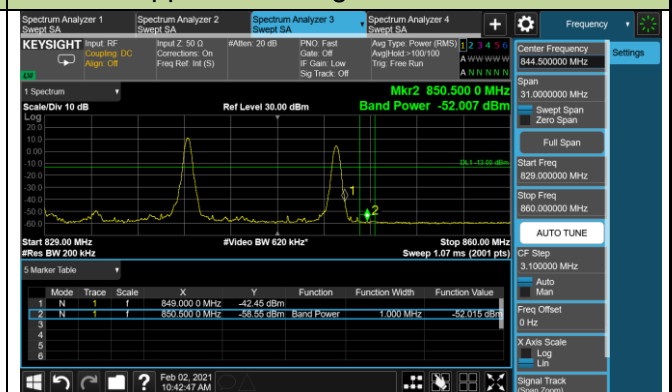 Spectrum Analyzer 1 Swept SA
Spectrum Analyzer 2 Swept SA
Spectrum Analyzer 3 Swept SA
Spectrum Analyzer 4 Swept SA
Frequency
KEYSIGHT
Input: RF
Coupling: DC
Align: Off
Input Z: 50 Ω
Corrections: On
Freq Ref: Int (S)
#Atten: 20 dB
PNO: Fast
Gate: Off
IF Gain: Low
Sig Track: Off
Avg Type: Power (RMS)
Avg|Hold:>100/100
Trig: Free Run
1 2 3 4 5 6
A W W W W W
A N N N N N
LV
1 Spectrum
Scale/Div 10 dB
Ref Level 30.00 dBm
Mkr2 850.500 0 MHz
Band Power -52.007 dBm
Log
20.0
10.0
0.00
-10.0
-20.0
-30.0
-40.0
-50.0
-60.0
DL1 -13.00 dBm
1
2
Start 829.00 MHz
#Res BW 200 kHz
#Video BW 620 kHz*
Stop 860.00 MHz
Sweep 1.07 ms (2001 pts)
5 Marker Table
Mode Trace Scale X Y Function Function Width Function Value
1 N 1 f 849.000 0 MHz -42.45 dBm
2 N 1 f 850.500 0 MHz -58.55 dBm Band Power 1.000 MHz -52.015 dBm
3
4
5
6
Feb 02, 2021
10:42:47 AM
Settings
Center Frequency
844.500000 MHz
Span
31.0000000 MHz
Swept Span
Zero Span
Full Span
Start Freq
829.000000 MHz
Stop Freq
860.000000 MHz
AUTO TUNE
CF Step
3.100000 MHz
Auto
Man
Freq Offset
0 Hz
X Axis Scale
Log
Lin
Signal Track
(Span Zoom)